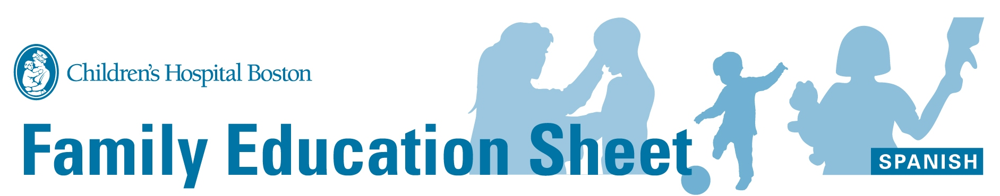 Children's Hospital Boston
Family Education Sheet
SPANISH